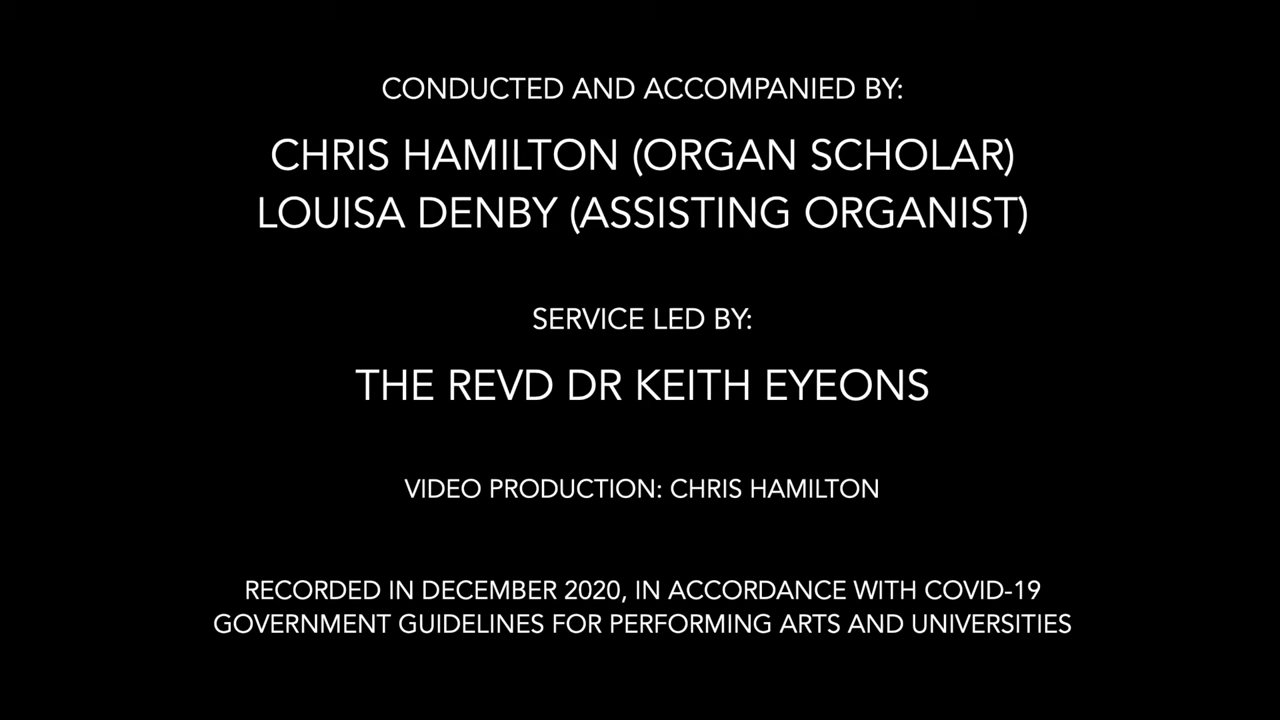 CONDUCTED AND ACCOMPANIED BY:
CHRIS HAMILTON (ORGAN SCHOLAR)
LOUISA DENBY (ASSISTING ORGANIST)
SERVICE LED BY:
THE REVD DR KEITH EYEONS
VIDEO PRODUCTION: CHRIS HAMILTON
RECORDED IN DECEMBER 2020, IN ACCORDANCE WITH COVID-19
GOVERNMENT GUIDELINES FOR PERFORMING ARTS AND UNIVERSITIES